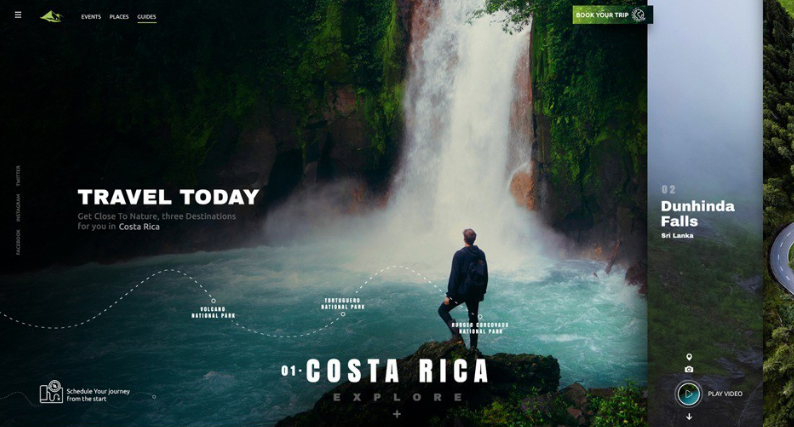 EVENTS PLACES GUIDES
BOOK YOUR TRIP
TWITTER
INSTAGRAM
FACEBOOK
TRAVEL TODAY
Get Close To Nature, three Destinations
for you in Costa Rica
VOLCANO
NATIONAL PARK
TORTUGUERO
NATIONAL PARK
CORCOVADO
NATIONAL PARK
01-COSTA RICA
EXPLORE
+
Schedule Your journey
from the start
02
Dunhinda
Falls
Sri Lanka
PLAY VIDEO